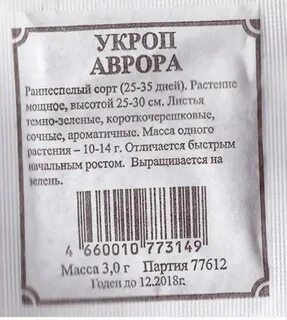 УКРОП
АВРОРА
Раннеспелый сорт (25-35 дней). Растение
мощное, высотой 25-30 см. Листья
темно-зеленые, короткочерешковые,
сочные, ароматичные. Масса одного
растения – 10-14 г. Отличается быстрым
начальным ростом. Выращивается на
зелень.
4 660010 773149
Масса 3,0 г Партия 77612
Годен до 12.2018г.